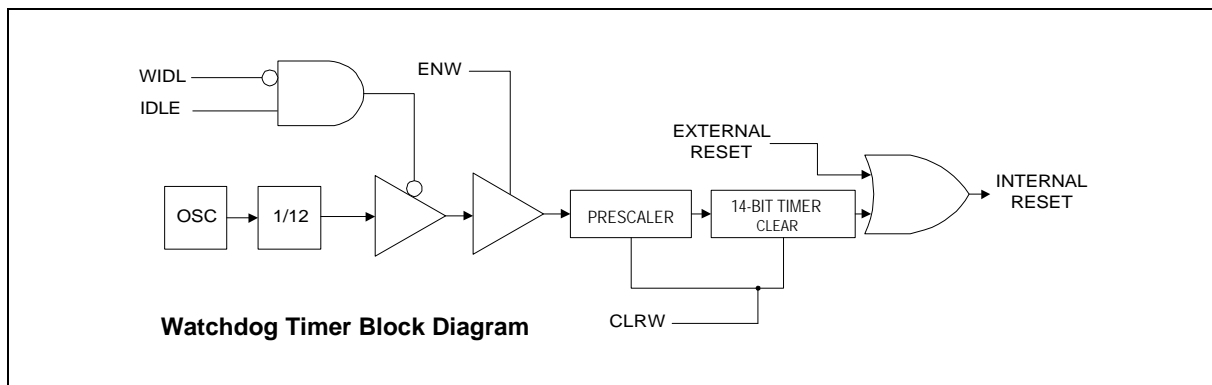 WIDL
IDLE
ENW
EXTERNAL
RESET
INTERNAL
RESET
OSC
1/12
PRESCALER
14-BIT TIMER
CLEAR
CLRW
Watchdog Timer Block Diagram